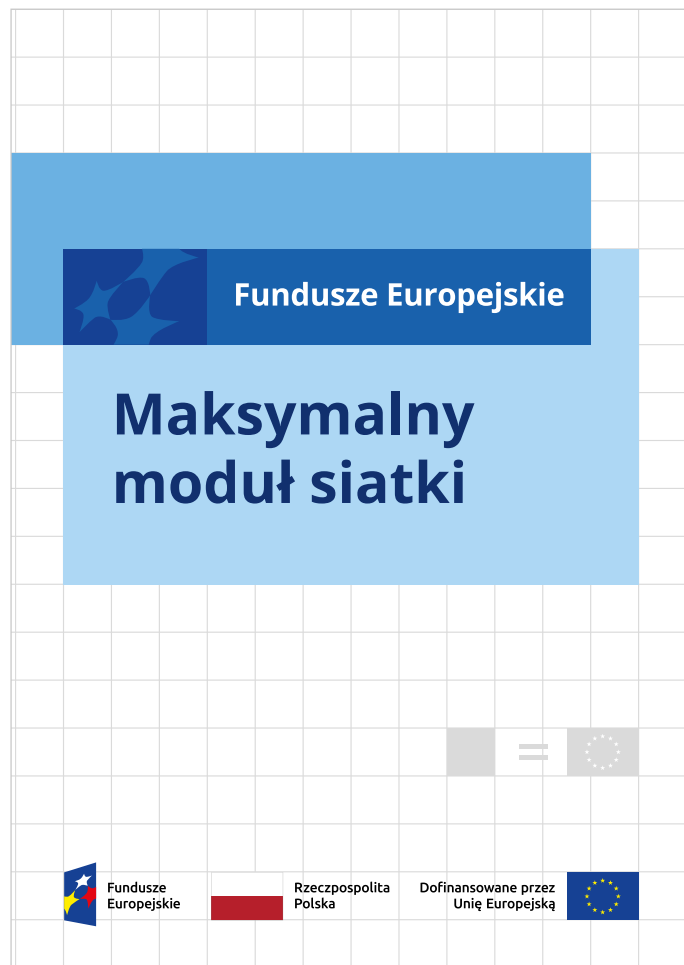 Fundusze Europejskie
Maksymalny
moduł siatki
=
Fundusze
Europejskie
Rzeczpospolita
Polska
Dofinansowane przez
Unię Europejską